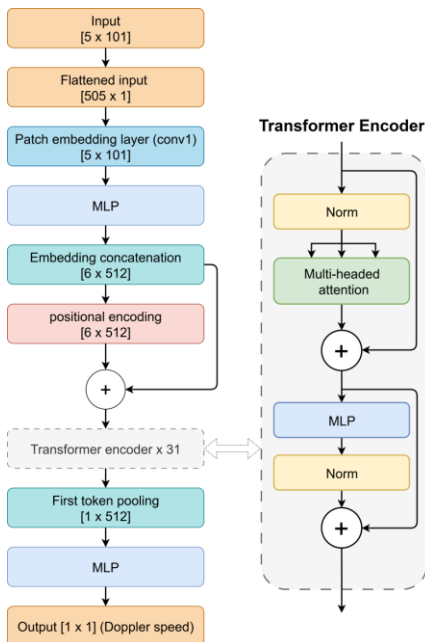 Input
[5 x 101]
Flattened input
[505 x 1]
Patch embedding layer (conv1)
[5 x 101]
MLP
Embedding concatenation
[6 x 512]
positional encoding
[6 x 512]
+
Transformer encoder x 31
First token pooling
[1 x 512]
MLP
Output [1 x 1] (Doppler speed)
Transformer Encoder
Norm
Multi-headed
attention
+
MLP
Norm
+